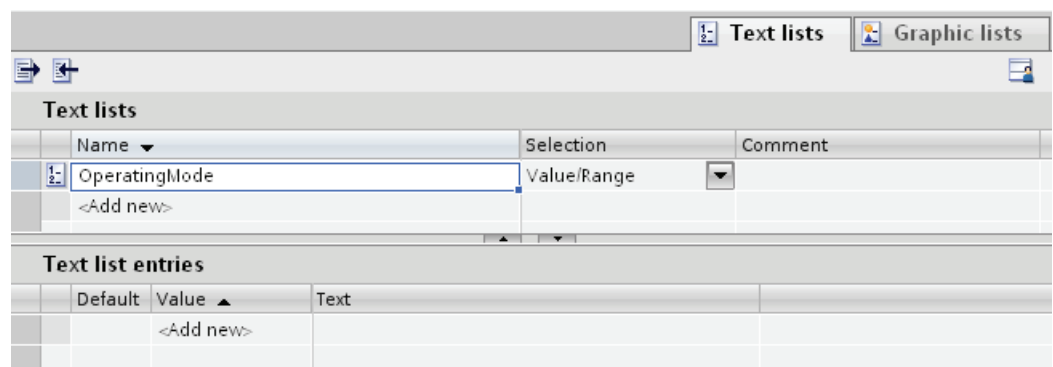 Text lists Graphic lists
Text lists
Name Selection Comment
OperatingMode Value/Range
<Add new>
Text list entries
Default Value Text
<Add new>